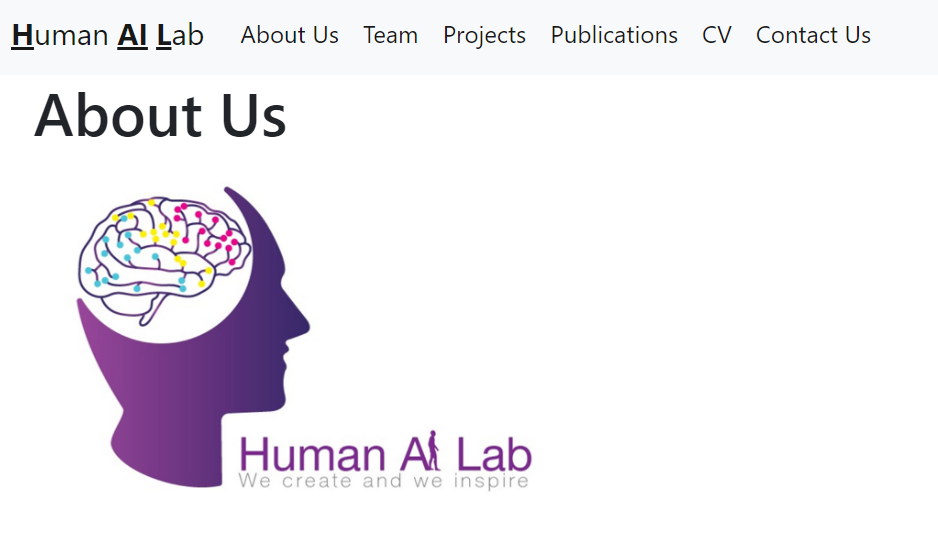 Human AI Lab About Us Team Projects Publications CV Contact Us
About Us
Human AI Lab
We create and we inspire